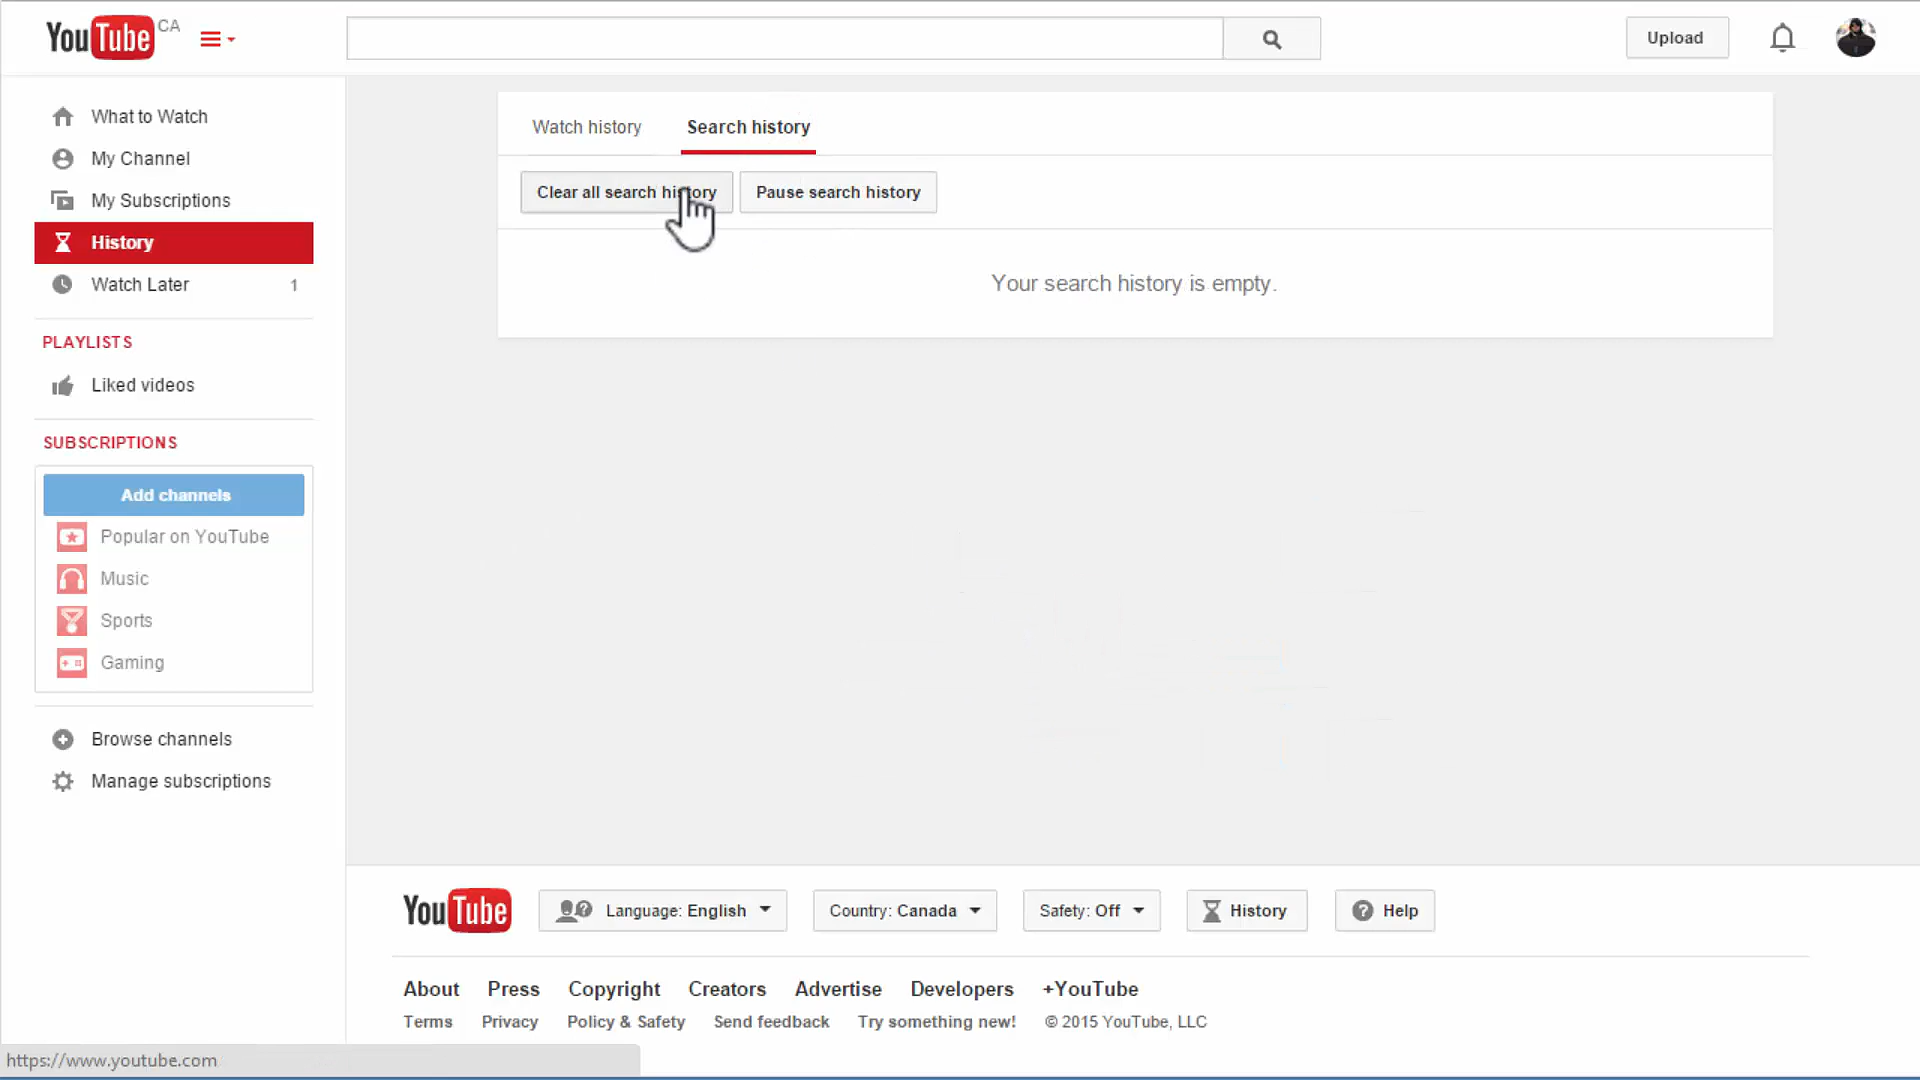 YouTube CA
Upload
What to Watch
My Channel
My Subscriptions
History
Watch Later 1
PLAYLISTS
Liked videos
SUBSCRIPTIONS
Add channels
Popular on YouTube
Music
Sports
Gaming
Browse channels
Manage subscriptions
Watch history Search history
Clear all search history Pause search history
Your search history is empty.
YouTube Language: English Country: Canada Safety: Off History Help
About Press Copyright Creators Advertise Developers +YouTube
Terms Privacy Policy & Safety Send feedback Try something new! © 2015 YouTube, LLC
https://www.youtube.com